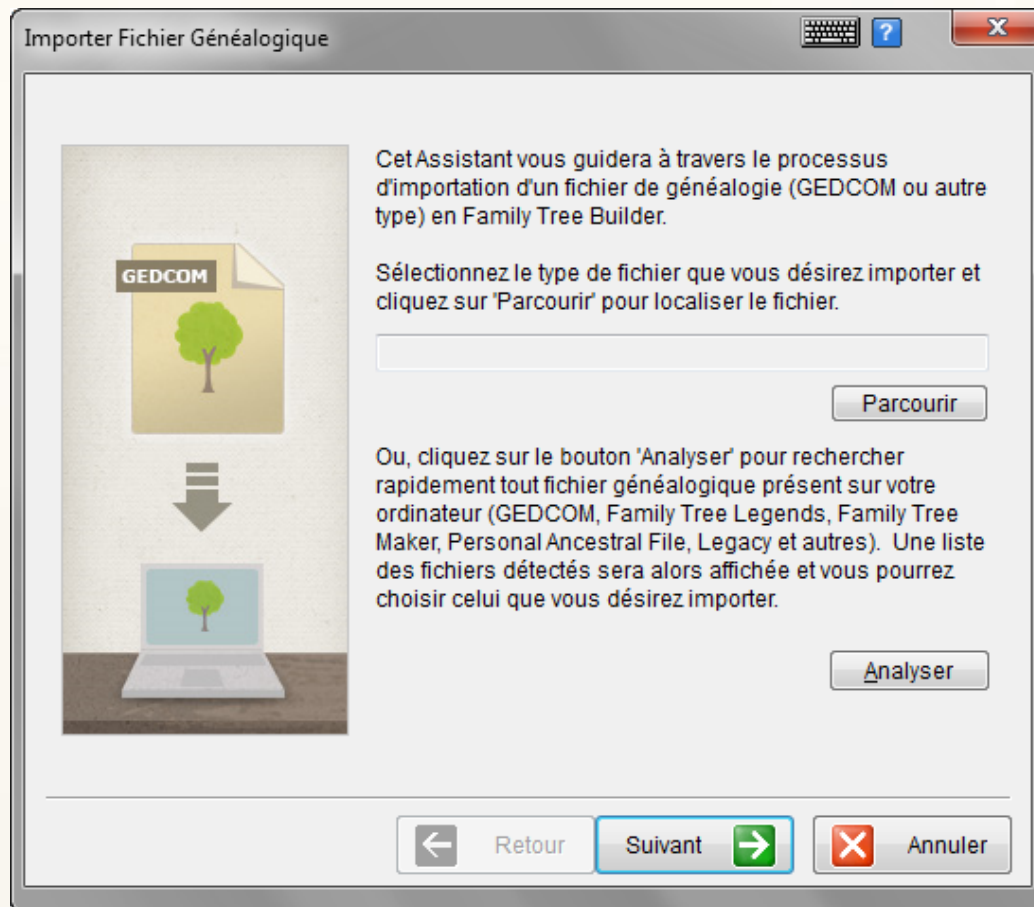 Importer Fichier Généalogique
?
X
GEDCOM
Cet Assistant vous guidera à travers le processus
d'importation d'un fichier de généalogie (GEDCOM ou autre
type) en Family Tree Builder.
Sélectionnez le type de fichier que vous désirez importer et
cliquez sur 'Parcourir' pour localiser le fichier.
Parcourir
Ou, cliquez sur le bouton 'Analyser' pour rechercher
rapidement tout fichier généalogique présent sur votre
ordinateur (GEDCOM, Family Tree Legends, Family Tree
Maker, Personal Ancestral File, Legacy et autres).  Une liste
des fichiers détectés sera alors affichée et vous pourrez
choisir celui que vous désirez importer.
Analyser
Retour
Suivant
Annuler